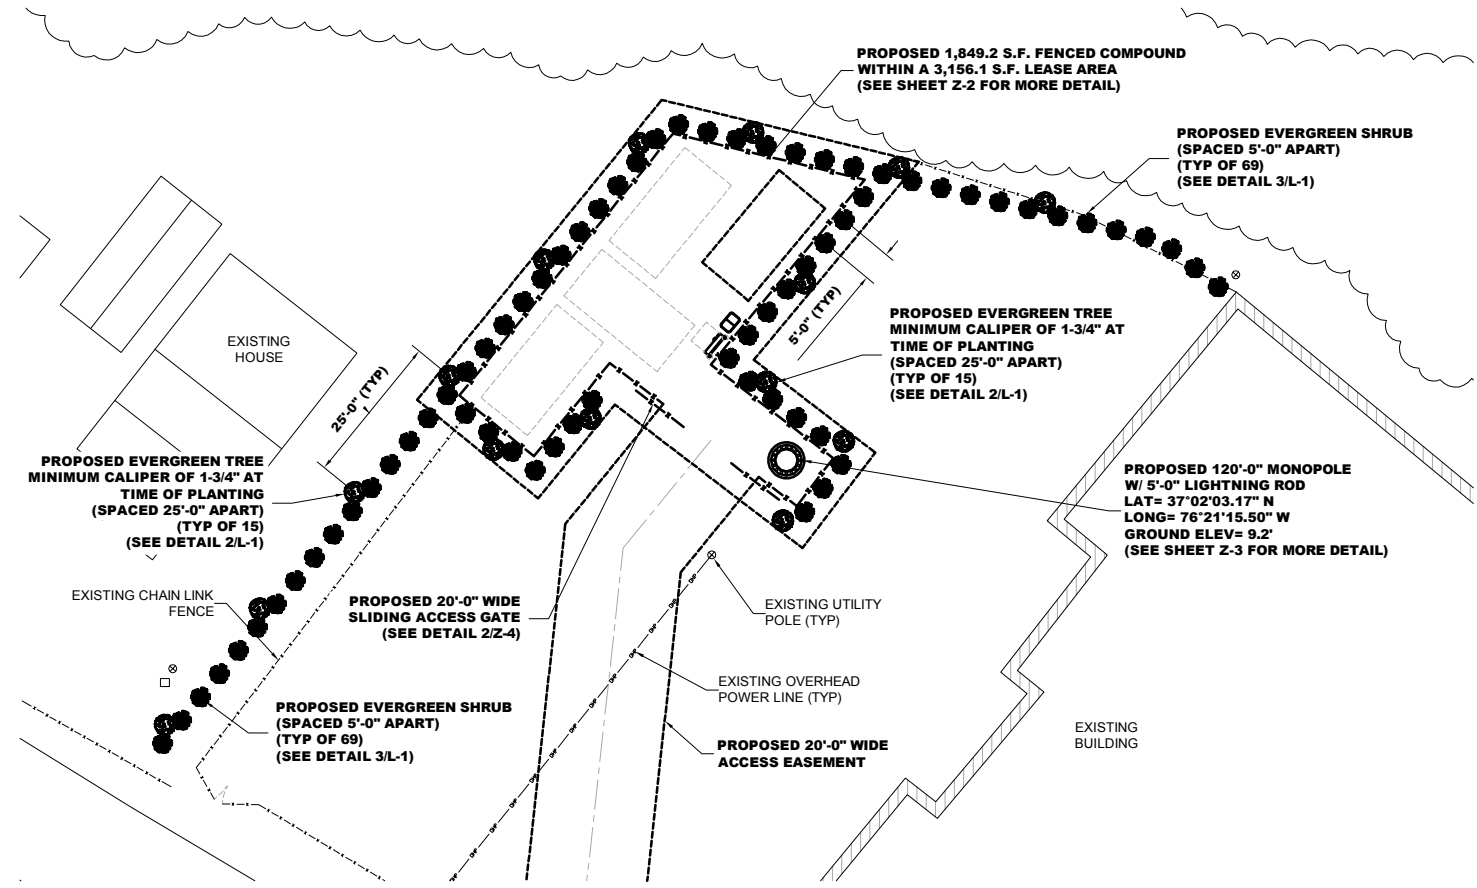 PROPOSED 1,849.2 S.F. FENCED COMPOUND
WITHIN A 3,156.1 S.F. LEASE AREA
(SEE SHEET Z-2 FOR MORE DETAIL)
PROPOSED EVERGREEN SHRUB
(SPACED 5'-0" APART)
(TYP OF 69)
(SEE DETAIL 3/L-1)
EXISTING
HOUSE
25'-0" (TYP)
5'-0" (TYP)
PROPOSED EVERGREEN TREE
MINIMUM CALIPER OF 1-3/4" AT
TIME OF PLANTING
(SPACED 25'-0" APART)
(TYP OF 15)
(SEE DETAIL 2/L-1)
PROPOSED EVERGREEN TREE
MINIMUM CALIPER OF 1-3/4" AT
TIME OF PLANTING
(SPACED 25'-0" APART)
(TYP OF 15)
(SEE DETAIL 2/L-1)
PROPOSED 120'-0" MONOPOLE
W/ 5'-0" LIGHTNING ROD
LAT= 37°02'03.17" N
LONG= 76°21'15.50" W
GROUND ELEV= 9.2'
(SEE SHEET Z-3 FOR MORE DETAIL)
EXISTING CHAIN LINK
FENCE
PROPOSED 20'-0" WIDE
SLIDING ACCESS GATE
(SEE DETAIL 2/Z-4)
EXISTING UTILITY
POLE (TYP)
EXISTING OVERHEAD
POWER LINE (TYP)
PROPOSED EVERGREEN SHRUB
(SPACED 5'-0" APART)
(TYP OF 69)
(SEE DETAIL 3/L-1)
PROPOSED 20'-0" WIDE
ACCESS EASEMENT
EXISTING
BUILDING